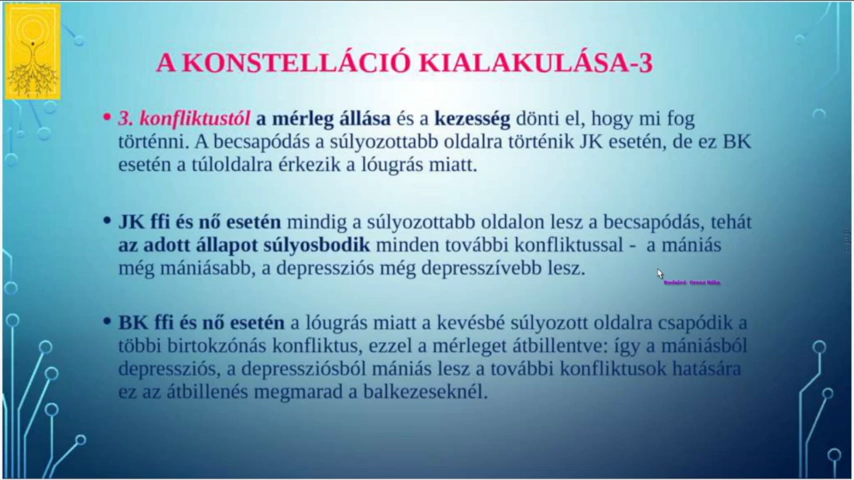 A KONSTELLÁCIÓ KIALAKULÁSA-3
• 3. konfliktustól a mérleg állása és a kezesség dönti el, hogy mi fog
történni. A becsapódás a súlyozottabb oldalra történik JK esetén, de ez BK
esetén a túloldalra érkezik a lóugrás miatt.
• JK ffi és nő esetén mindig a súlyozottabb oldalon lesz a becsapódás, tehát
az adott állapot súlyosbodik minden további konfliktussal - a mániás
még mániásabb, a depressziós még depresszívebb lesz.
• BK ffi és nő esetén a lóugrás miatt a kevésbé súlyozott oldalra csapódik a
többi birtokzónás konfliktus, ezzel a mérleget átbillentve: így a mániásból
depressziós, a depressziósból mániás lesz a további konfliktusok hatására
ez az átbillenés megmarad a balkezeseknél.